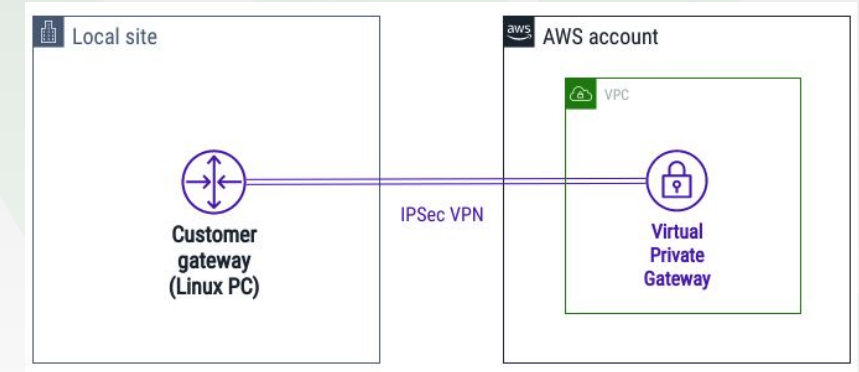 Local site
aws
AWS account
VPC
IPSec VPN
Customer
gateway
(Linux PC)
Virtual
Private
Gateway